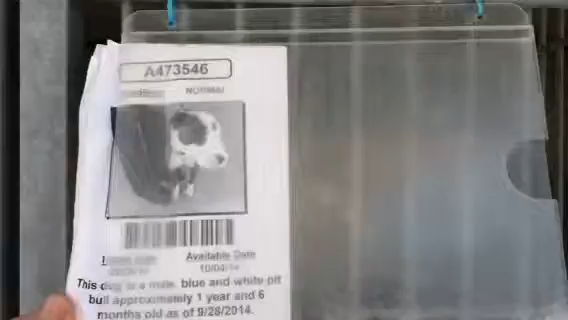 A473546
NORMAL
Available Date
10/04/14
This dog is a male, blue and white pit
bull approximately 1 year and 6
months old as of 9/28/2014.